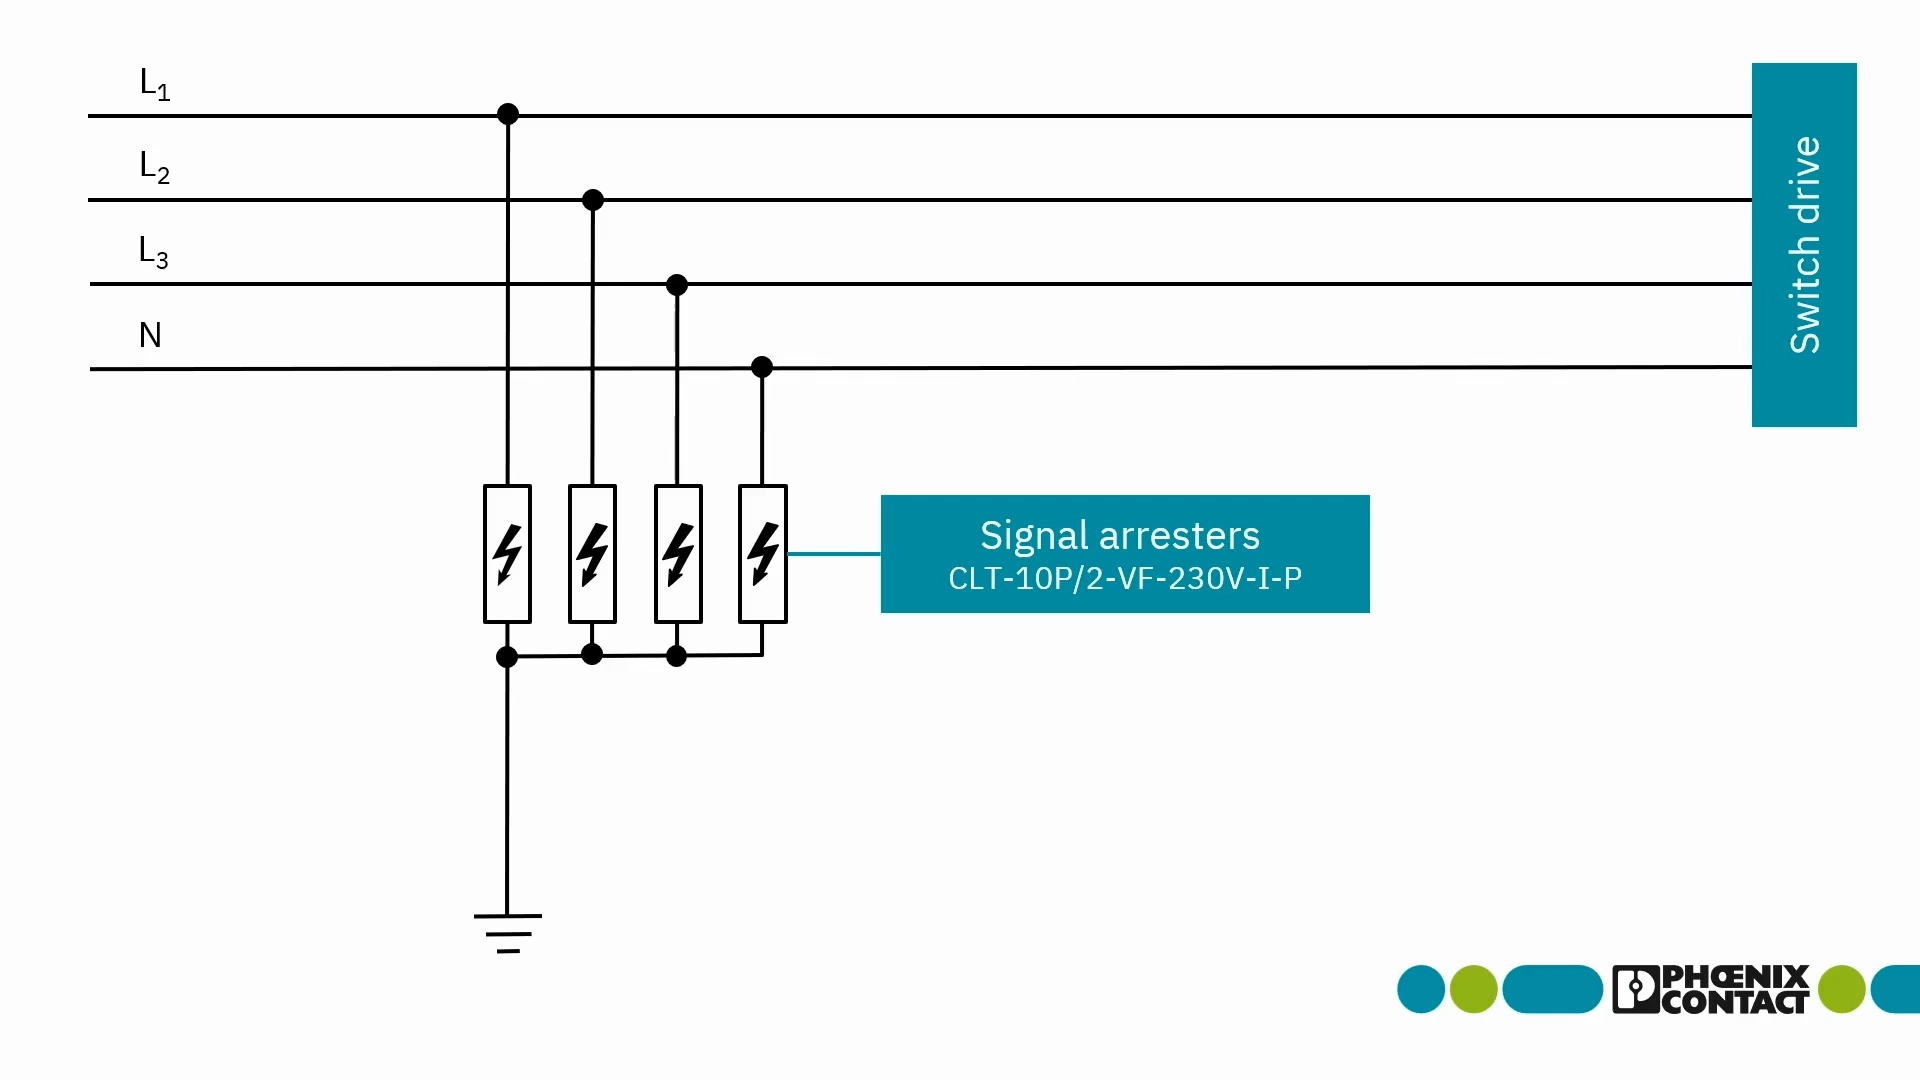 L1
L2
L3
N
Switch drive
Signal arresters
CLT-10P/2-VF-230V-I-P
PHŒNIX
CONTACT